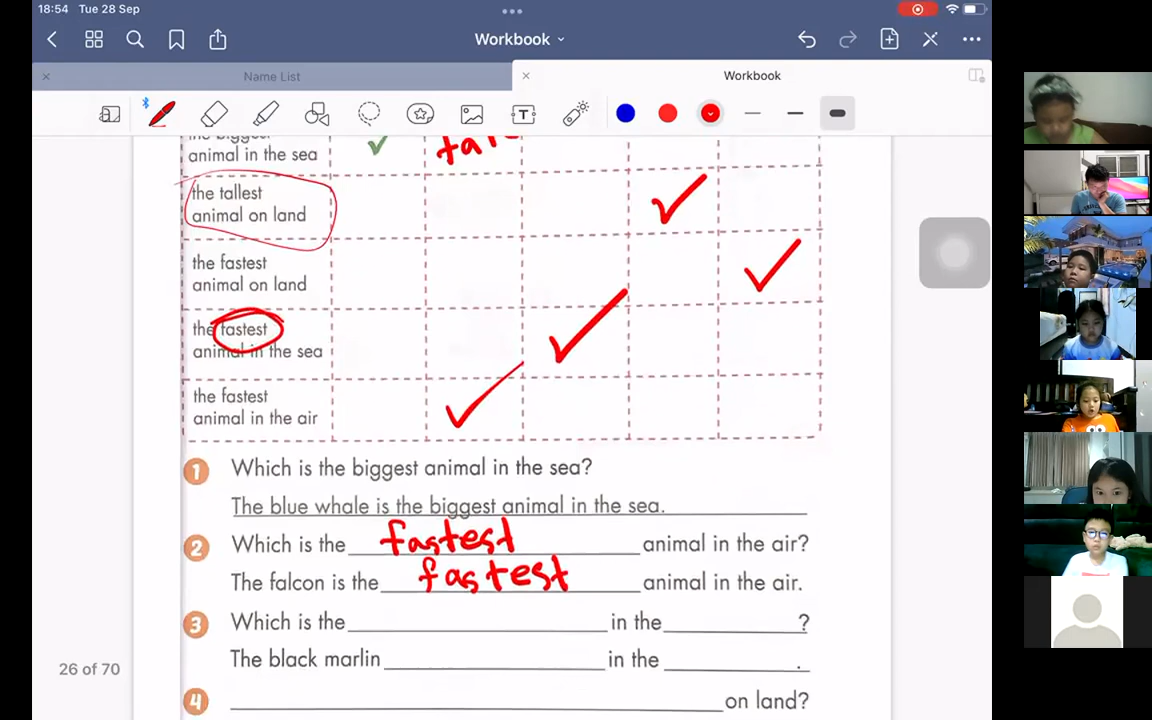 18:54 Tue 28 Sep
Workbook
Name List
Workbook
the biggest
animal in the sea
the tallest
animal on land
the fastest
animal on land
the fastest
animal in the sea
the fastest
animal in the air
1 Which is the biggest animal in the sea?
The blue whale is the biggest animal in the sea.
2 Which is the fastest animal in the air?
The falcon is the fastest animal in the air.
3 Which is the in the ?
The black marlin in the .
26 of 70
4 on land?